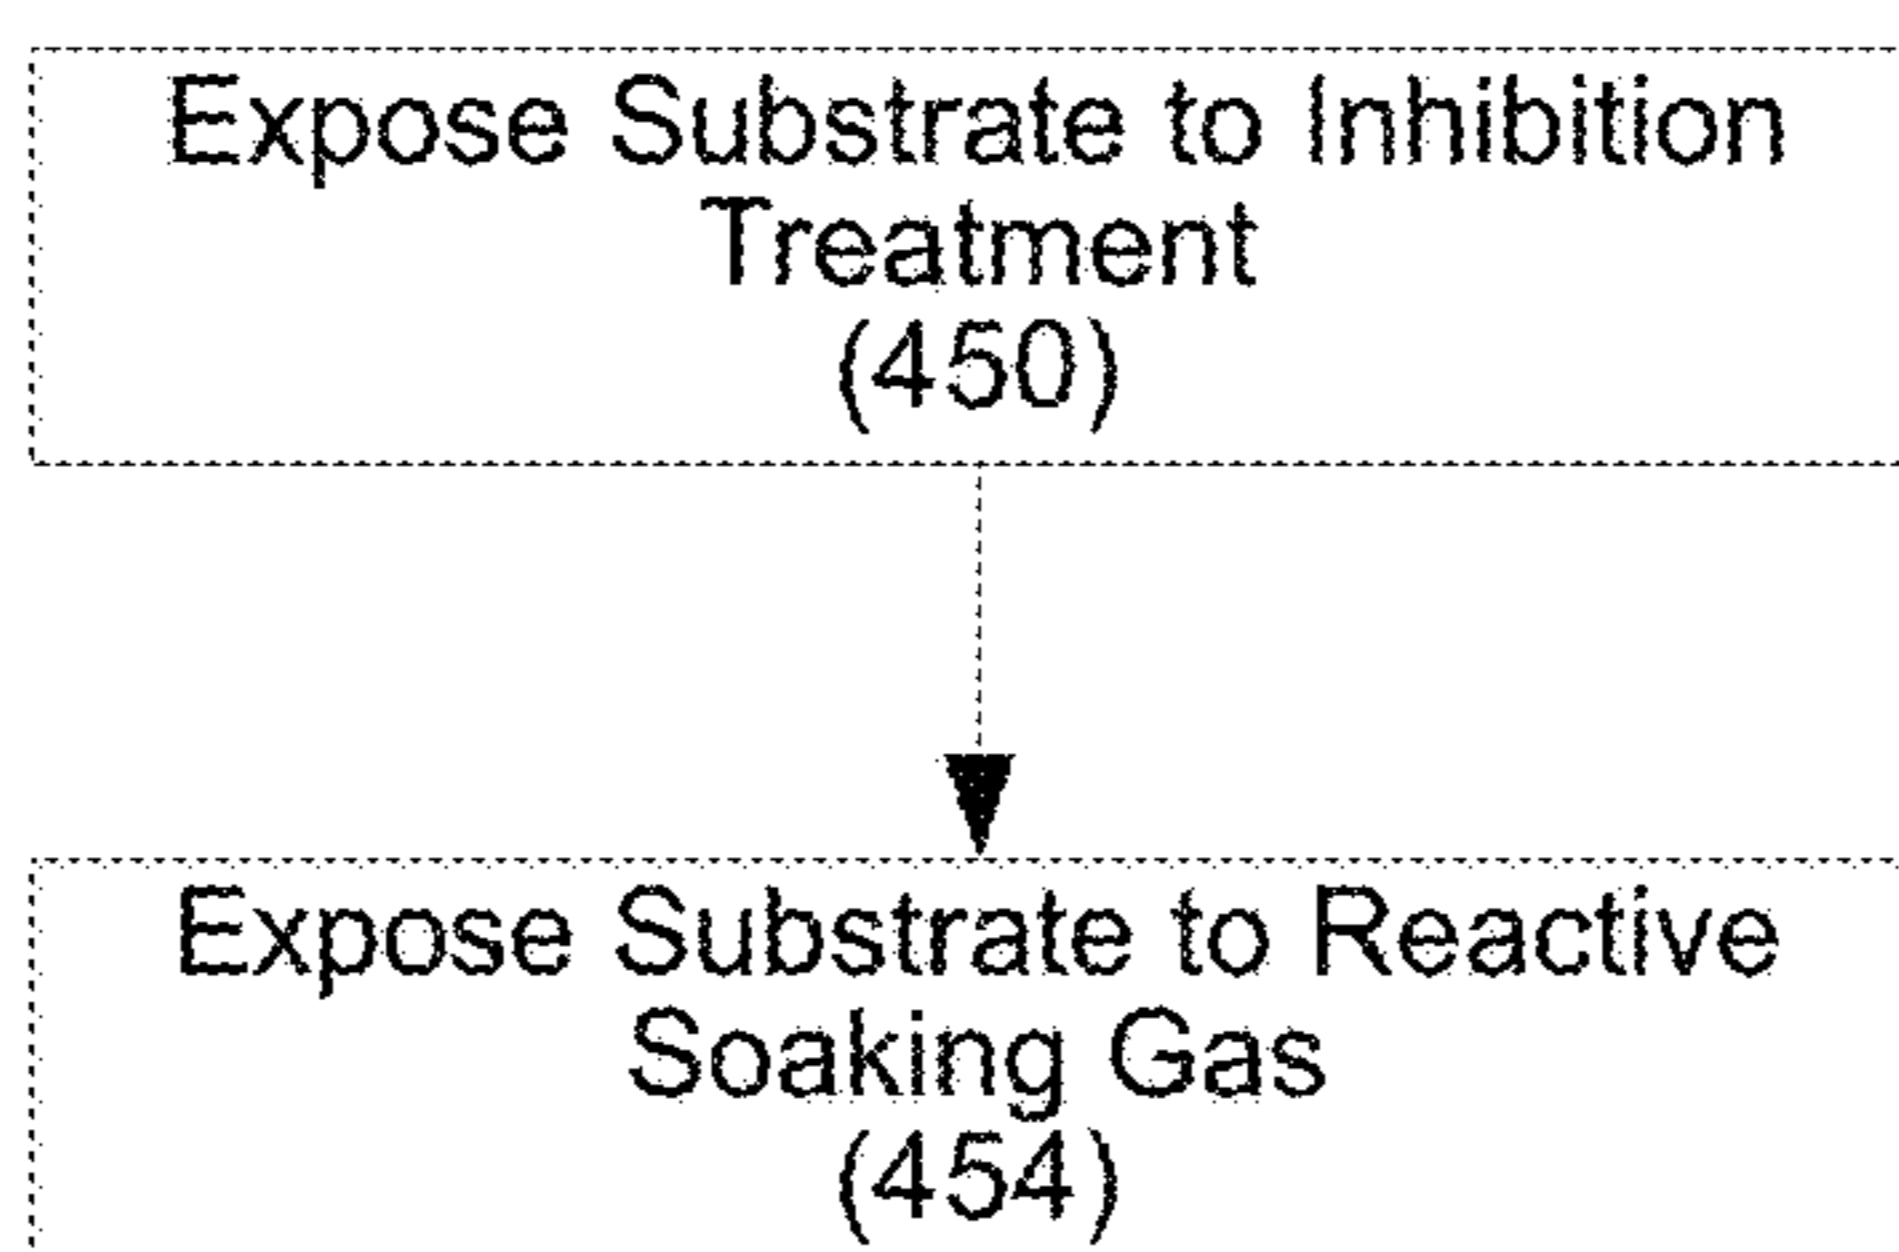 Expose Substrate to Inhibition
Treatment
(450)
Expose Substrate to Reactive
Soaking Gas
(454)